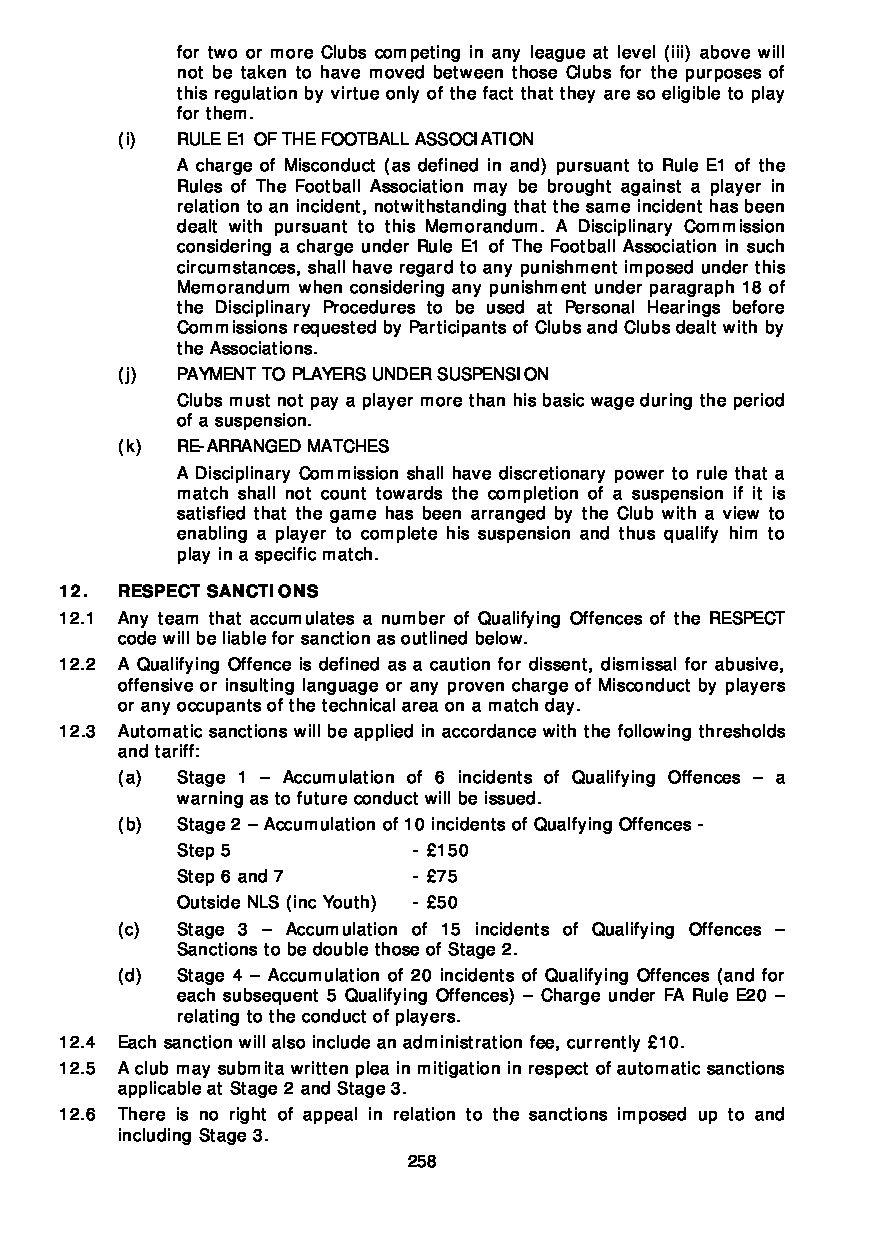 for two or more Clubs competing in any league at level (iii) above will
not be taken to have moved between those Clubs for the purposes of
this regulation by virtue only of the fact that they are so eligible to play
for them.
(i) RULE E1 OF THE FOOTBALL ASSOCIATION
A charge of Misconduct (as defined in and) pursuant to Rule E1 of the
Rules of The Football Association may be brought against a player in
relation to an incident, notwithstanding that the same incident has been
dealt with pursuant to this Memorandum. A Disciplinary Commission
considering a charge under Rule E1 of The Football Association in such
circumstances, shall have regard to any punishment imposed under this
Memorandum when considering any punishment under paragraph 18 of
the Disciplinary Procedures to be used at Personal Hearings before
Commissions requested by Participants of Clubs and Clubs dealt with by
the Associations.
(j) PAYMENT TO PLAYERS UNDER SUSPENSION
Clubs must not pay a player more than his basic wage during the period
of a suspension.
(k) RE-ARRANGED MATCHES
A Disciplinary Commission shall have discretionary power to rule that a
match shall not count towards the completion of a suspension if it is
satisfied that the game has been arranged by the Club with a view to
enabling a player to complete his suspension and thus qualify him to
play in a specific match.
12. RESPECT SANCTIONS
12.1 Any team that accumulates a number of Qualifying Offences of the RESPECT
code will be liable for sanction as outlined below.
12.2 A Qualifying Offence is defined as a caution for dissent, dismissal for abusive,
offensive or insulting language or any proven charge of Misconduct by players
or any occupants of the technical area on a match day.
12.3 Automatic sanctions will be applied in accordance with the following thresholds
and tariff:
(a) Stage 1 – Accumulation of 6 incidents of Qualifying Offences – a
warning as to future conduct will be issued.
(b) Stage 2 – Accumulation of 10 incidents of Qualfying Offences -
Step 5 - £150
Step 6 and 7 - £75
Outside NLS (inc Youth) - £50
(c) Stage 3 – Accumulation of 15 incidents of Qualifying Offences –
Sanctions to be double those of Stage 2.
(d) Stage 4 – Accumulation of 20 incidents of Qualifying Offences (and for
each subsequent 5 Qualifying Offences) – Charge under FA Rule E20 –
relating to the conduct of players.
12.4 Each sanction will also include an administration fee, currently £10.
12.5 A club may submita written plea in mitigation in respect of automatic sanctions
applicable at Stage 2 and Stage 3.
12.6 There is no right of appeal in relation to the sanctions imposed up to and
including Stage 3.
258